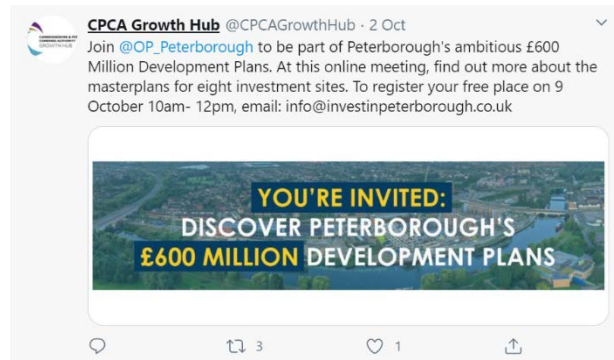 CPCA Growth Hub @CPCAGrowthHub · 2 Oct
Join @OP_Peterborough to be part of Peterborough's ambitious £600
Million Development Plans. At this online meeting, find out more about the
masterplans for eight investment sites. To register your free place on 9
October 10am- 12pm, email: info@investinpeterborough.co.uk
YOU'RE INVITED:
DISCOVER PETERBOROUGH'S
£600 MILLION DEVELOPMENT PLANS
3 1